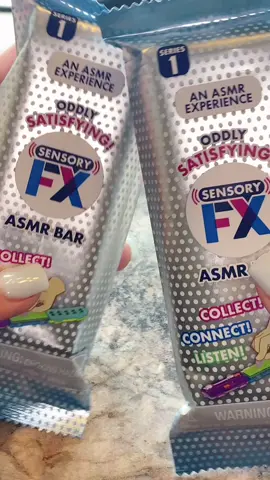 SERIES
1
AN ASMR
EXPERIENCE
ODDLY
SATISFYING!
SENSORY
FX
ASMR BAR
COLLECT!
WARNING:
SERIES
1
AN ASMR
EXPERIENCE
ODDLY
SATISFYING!
SENSORY
FX
ASMR
COLLECT!
CONNECT!
LISTEN!
WARNING